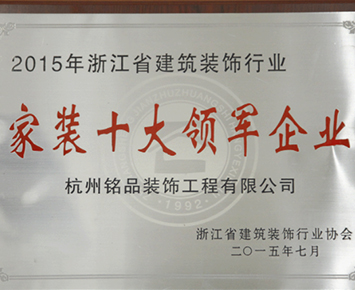 2015年浙江省建筑装饰行业
家装十大领军企业
杭州铭品装饰工程有限公司
浙江省建筑装饰行业协会
二〇一五年七月